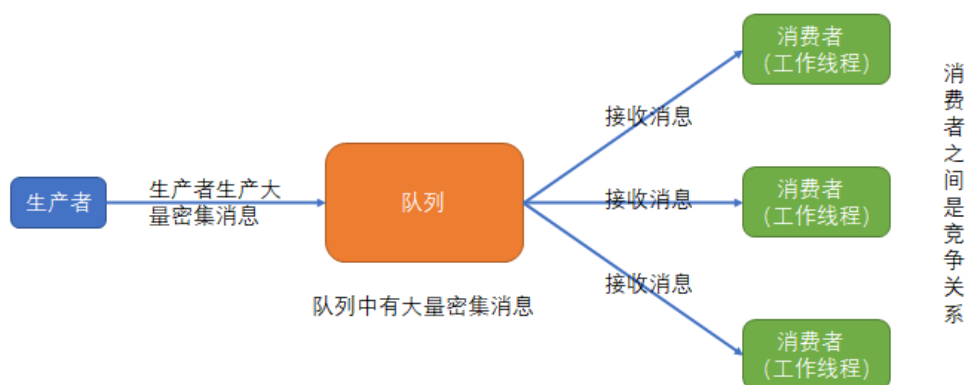 生产者
生产者生产大
量密集消息
队列
队列中有大量密集消息
接收消息
接收消息
接收消息
消费者
(工作线程)
消费者
(工作线程)
消费者
(工作线程)
消费者之间是竞争关系